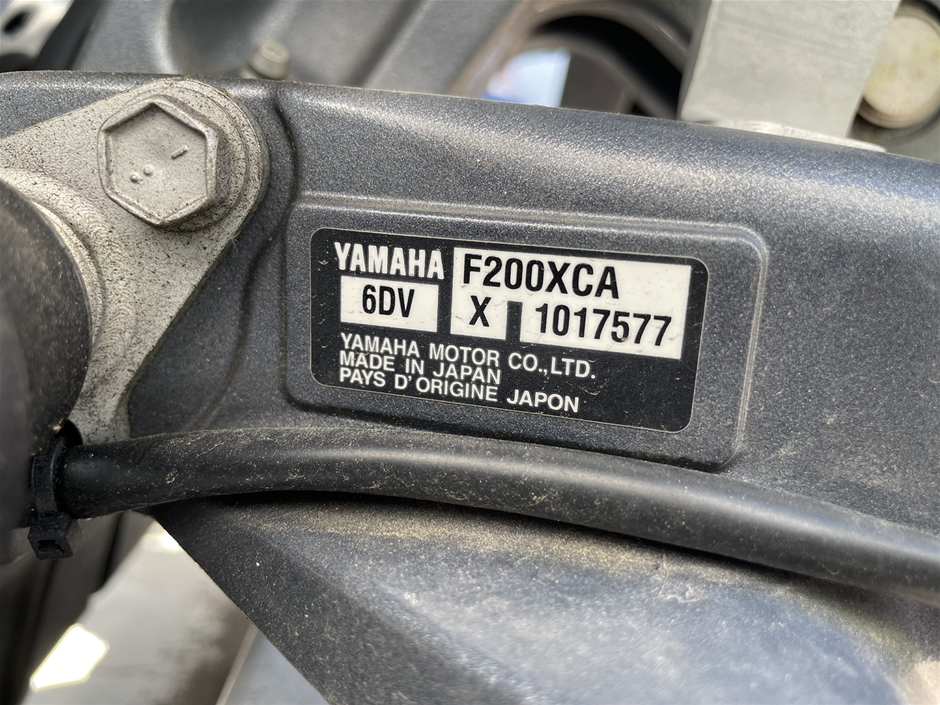 YAMAHA F200XCA
6DV X 1017577
YAMAHA MOTOR CO.,LTD.
MADE IN JAPAN
PAYS D'ORIGINE JAPON